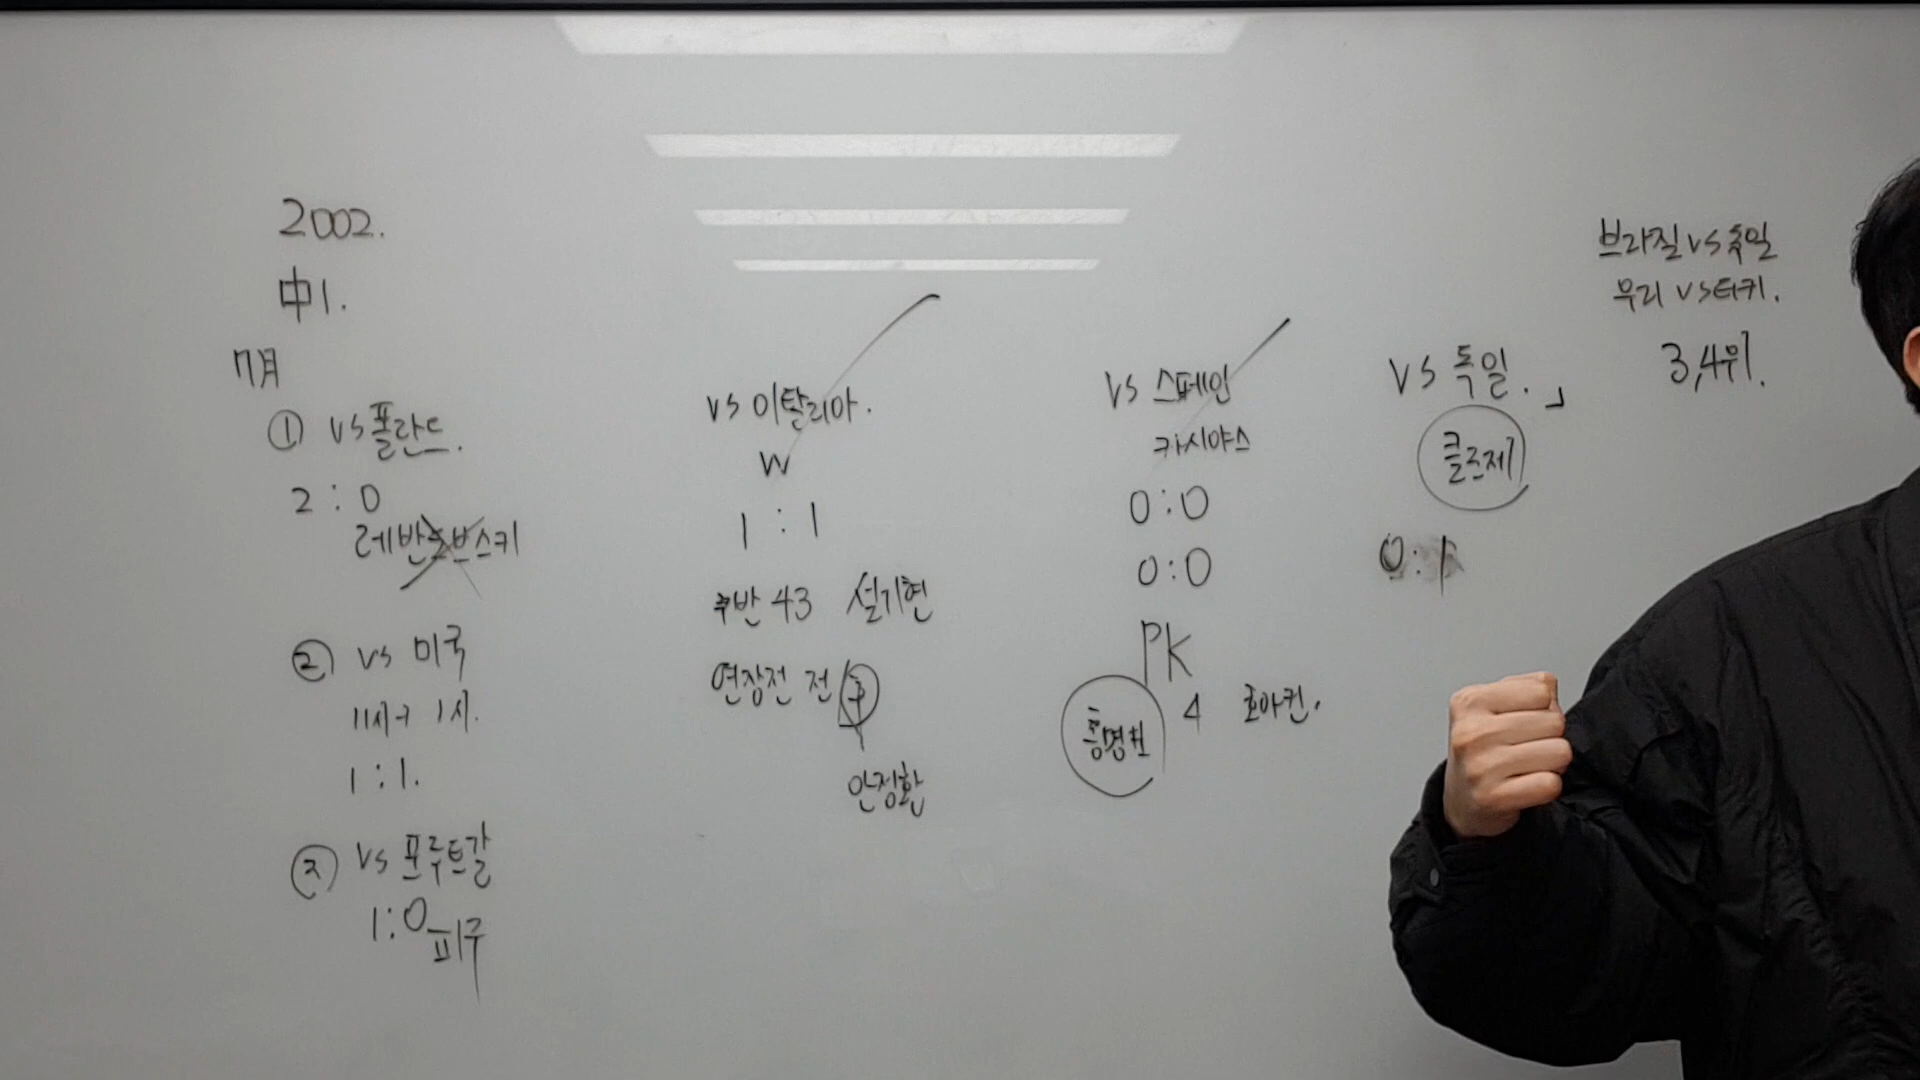 2002.
中1.
7月
① vs 폴란드.
2 : 0
레반도브스키
② vs 미국
11시→ 1시.
1 : 1.
③ vs 포루트갈
1:0
피구
vs 이탈리아.
W
1 : 1
후반 43 설기현
연장전 전 후
안정환
vs 스페인
카시야스
0:0
0:0
PK
홍명보 4 호아킨.
vs 독일.」
클로제
0:1
브라질 vs 독일
우리 vs 터키.
3,4위.